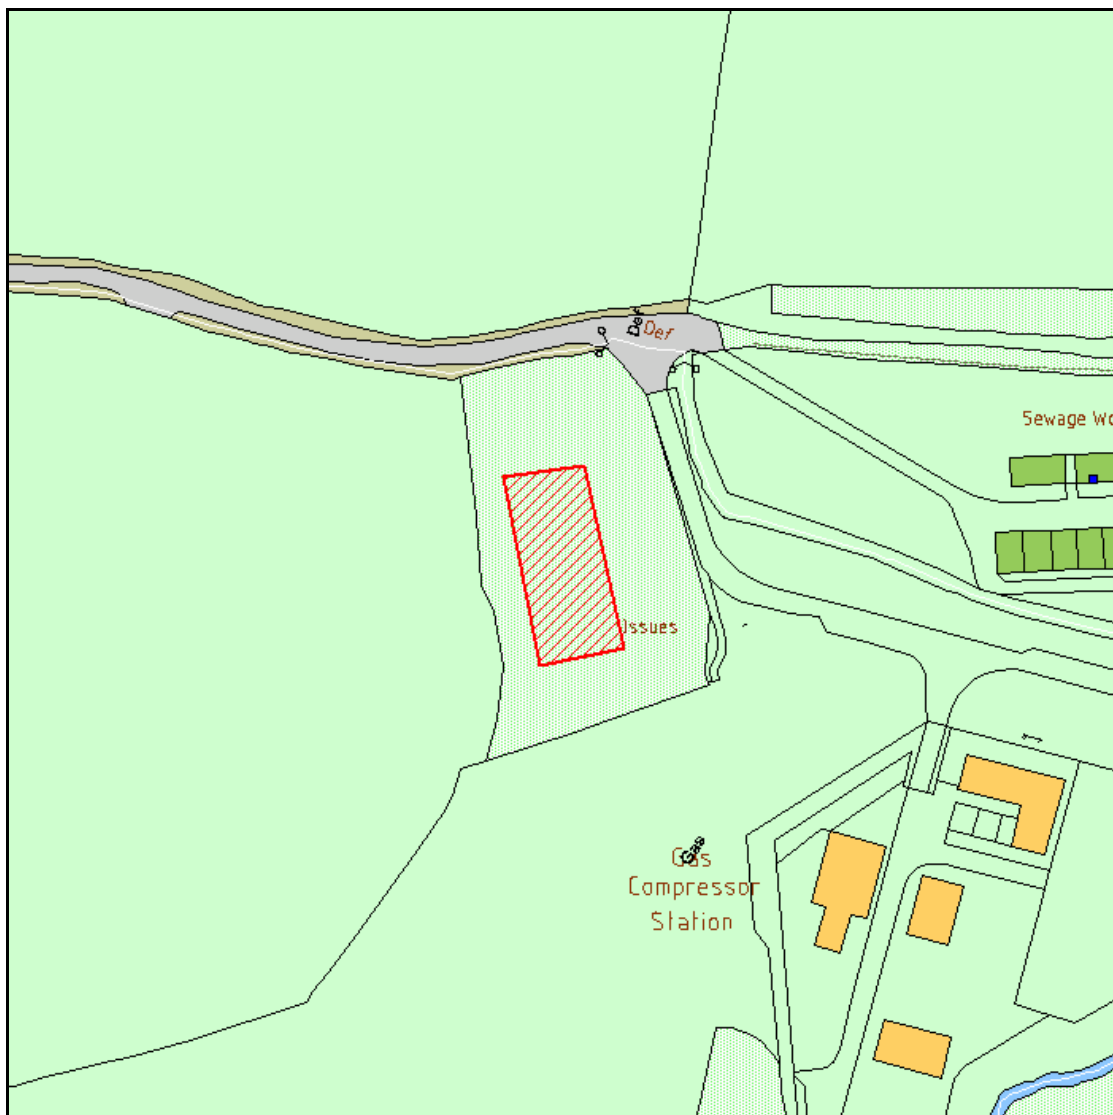 Def
Def
Sewage Wo
Issues
Gas
Gas
Compressor
Station